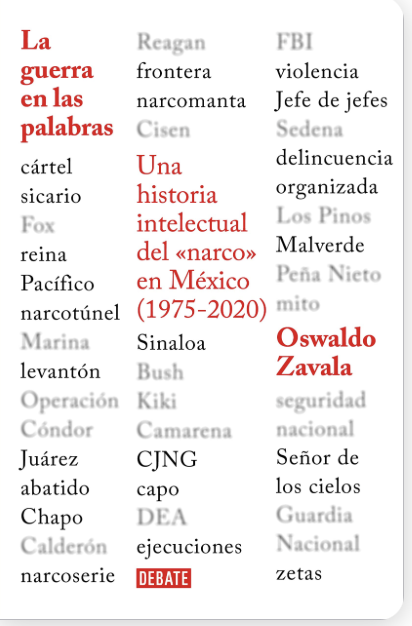 La
guerra
en las
palabras
cártel
sicario
Fox
reina
Pacífico
narcotúnel
Marina
levantón
Operación
Cóndor
Juárez
abatido
Chapo
Calderón
narcoserie
Reagan
frontera
narcomanta
Cisen
Una
historia
intelectual
del «narco»
en México
(1975-2020)
Sinaloa
Bush
Kiki
Camarena
CJNG
capo
DEA
ejecuciones
DEBATE
FBI
violencia
Jefe de jefes
Sedena
delincuencia
organizada
Los Pinos
Malverde
Peña Nieto
mito
Oswaldo
Zavala
seguridad
nacional
Señor de
los cielos
Guardia
Nacional
zetas